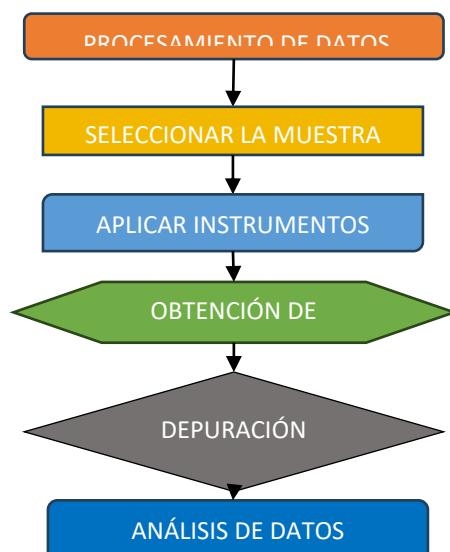 PROCESAMIENTO DE DATOS
SELECCIONAR LA MUESTRA
APLICAR INSTRUMENTOS
OBTENCIÓN DE
DEPURACIÓN
ANÁLISIS DE DATOS